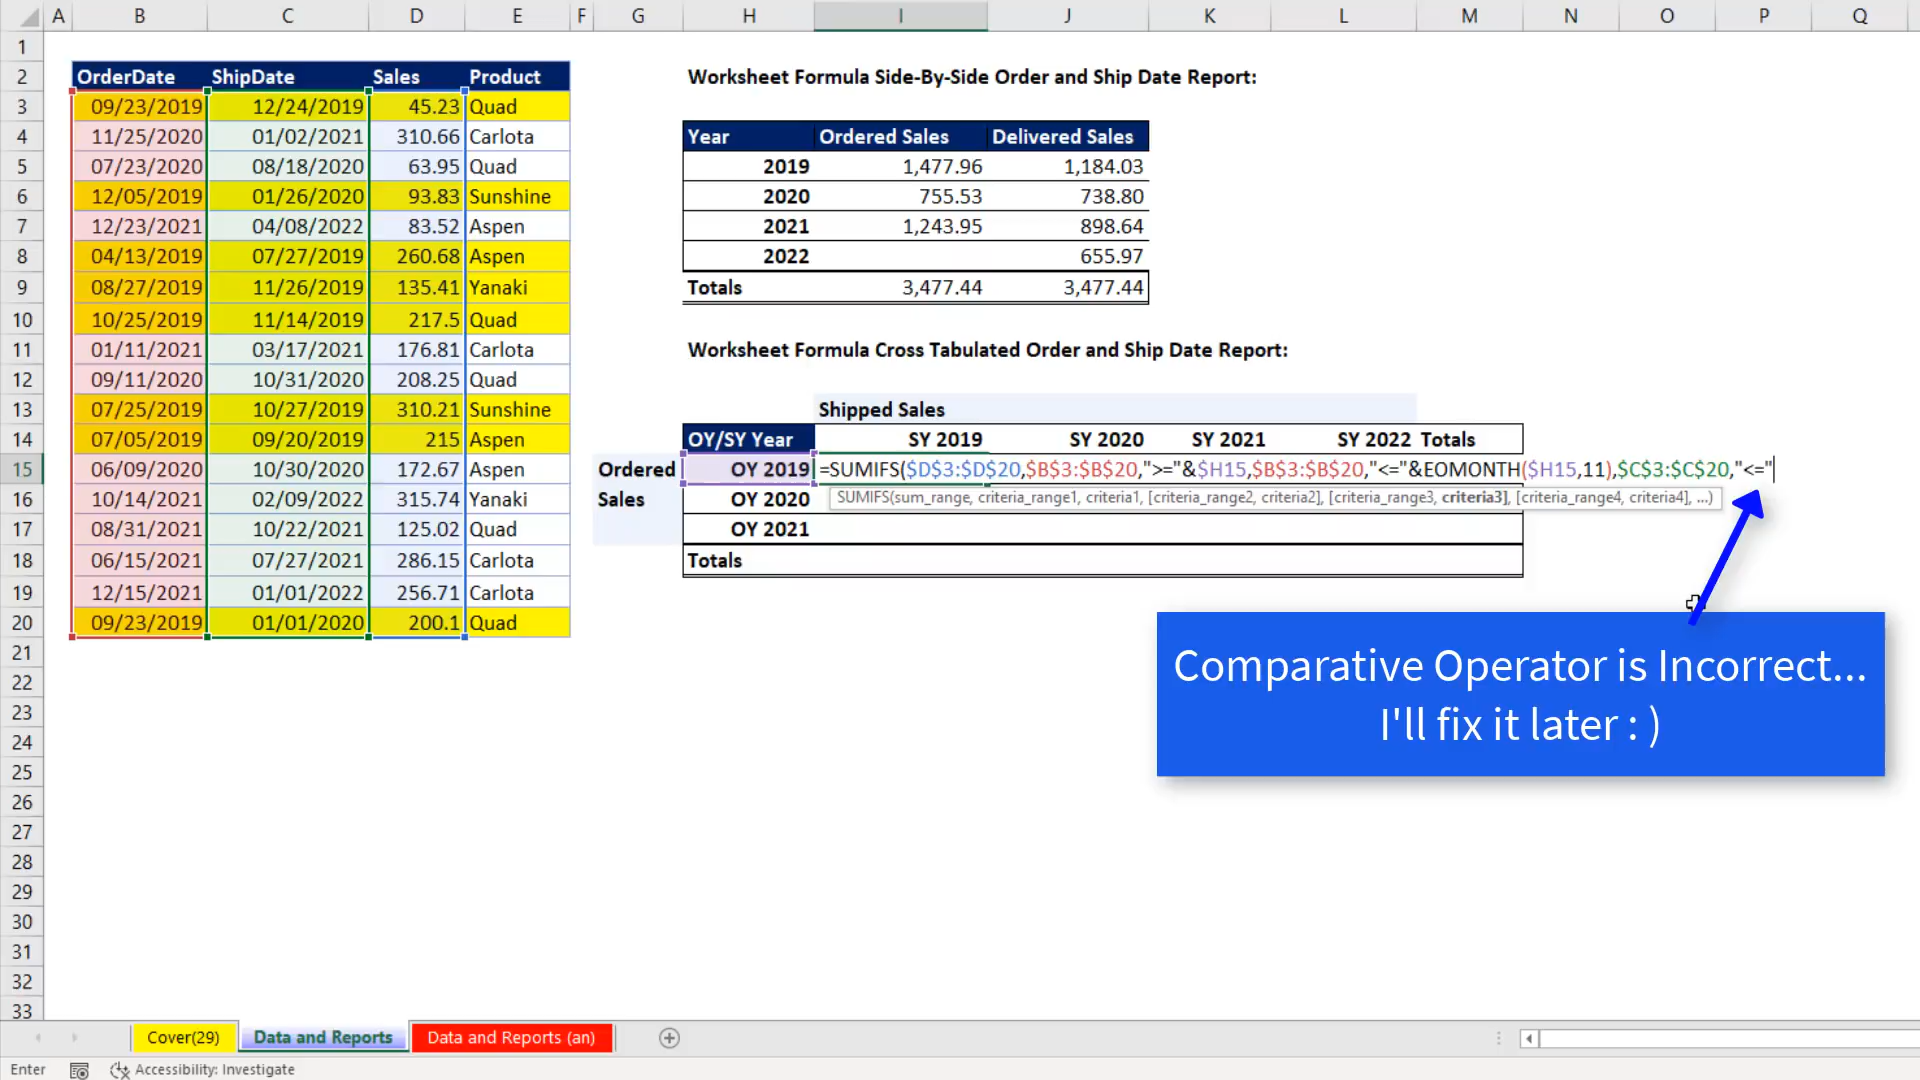 A B C D E F G H I J K L M N O P Q
1
2 OrderDate ShipDate Sales Product Worksheet Formula Side-By-Side Order and Ship Date Report:
3 09/23/2019 12/24/2019 45.23 Quad
4 11/25/2020 01/02/2021 310.66 Carlota Year Ordered Sales Delivered Sales
5 07/23/2020 08/18/2020 63.95 Quad 2019 1,477.96 1,184.03
6 12/05/2019 01/26/2020 93.83 Sunshine 2020 755.53 738.80
7 12/23/2021 04/08/2022 83.52 Aspen 2021 1,243.95 898.64
8 04/13/2019 07/27/2019 260.68 Aspen 2022 655.97
9 08/27/2019 11/26/2019 135.41 Yanaki Totals 3,477.44 3,477.44
10 10/25/2019 11/14/2019 217.5 Quad
11 01/11/2021 03/17/2021 176.81 Carlota Worksheet Formula Cross Tabulated Order and Ship Date Report:
12 09/11/2020 10/31/2020 208.25 Quad
13 07/25/2019 10/27/2019 310.21 Sunshine Shipped Sales
14 07/05/2019 09/20/2019 215 Aspen OY/SY Year SY 2019 SY 2020 SY 2021 SY 2022 Totals
15 06/09/2020 10/30/2020 172.67 Aspen Ordered OY 2019 =SUMIFS($D$3:$D$20,$B$3:$B$20,">="&$H15,$B$3:$B$20,"<="&EOMONTH($H15,11),$C$3:$C$20,"<="
16 10/14/2021 02/09/2022 315.74 Yanaki Sales OY 2020 SUMIFS(sum_range, criteria_range1, criteria1, [criteria_range2, criteria2], [criteria_range3, criteria3], [criteria_range4, criteria4], ...)
17 08/31/2021 10/22/2021 125.02 Quad OY 2021
18 06/15/2021 07/27/2021 286.15 Carlota Totals
19 12/15/2021 01/01/2022 256.71 Carlota
20 09/23/2019 01/01/2020 200.1 Quad
21
22
23
24
25
26
27
28
29
30
31
32
33
Comparative Operator is Incorrect...
I'll fix it later : )
Cover(29) Data and Reports Data and Reports (an)
Enter Accessibility: Investigate